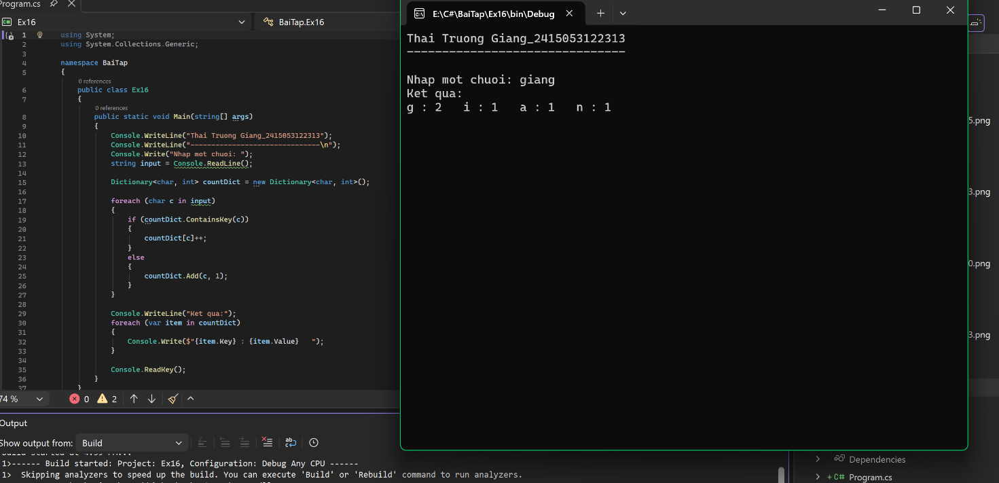 Program.cs
Ex16
BaiTap.Ex16
1 using System;
2 using System.Collections.Generic;
3
4 namespace BaiTap
5 {
0 references
6 public class Ex16
7 {
0 references
8 public static void Main(string[] args)
9 {
10 Console.WriteLine("Thai Truong Giang_2415053122313");
11 Console.WriteLine("-------------------------------\n");
12 Console.Write("Nhap mot chuoi: ");
13 string input = Console.ReadLine();
14
15 Dictionary<char, int> countDict = new Dictionary<char, int>();
16
17 foreach (char c in input)
18 {
19 if (countDict.ContainsKey(c))
20 {
21 countDict[c]++;
22 }
23 else
24 {
25 countDict.Add(c, 1);
26 }
27 }
28
29 Console.WriteLine("Ket qua:");
30 foreach (var item in countDict)
31 {
32 Console.Write($"{item.Key} : {item.Value}   ");
33 }
34
35 Console.ReadKey();
36 }
37 }
74 %
0
2
Output
Show output from: Build
1>------ Build started: Project: Ex16, Configuration: Debug Any CPU ------
1>  Skipping analyzers to speed up the build. You can execute 'Build' or 'Rebuild' command to run analyzers.
E:\C#\BaiTap\Ex16\bin\Debug
Thai Truong Giang_2415053122313
-------------------------------
Nhap mot chuoi: giang
Ket qua:
g : 2   i : 1   a : 1   n : 1
5.png
3.png
0.png
3.png
Dependencies
+ C# Program.cs